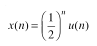 x(n) = (1/2)^n u(n)